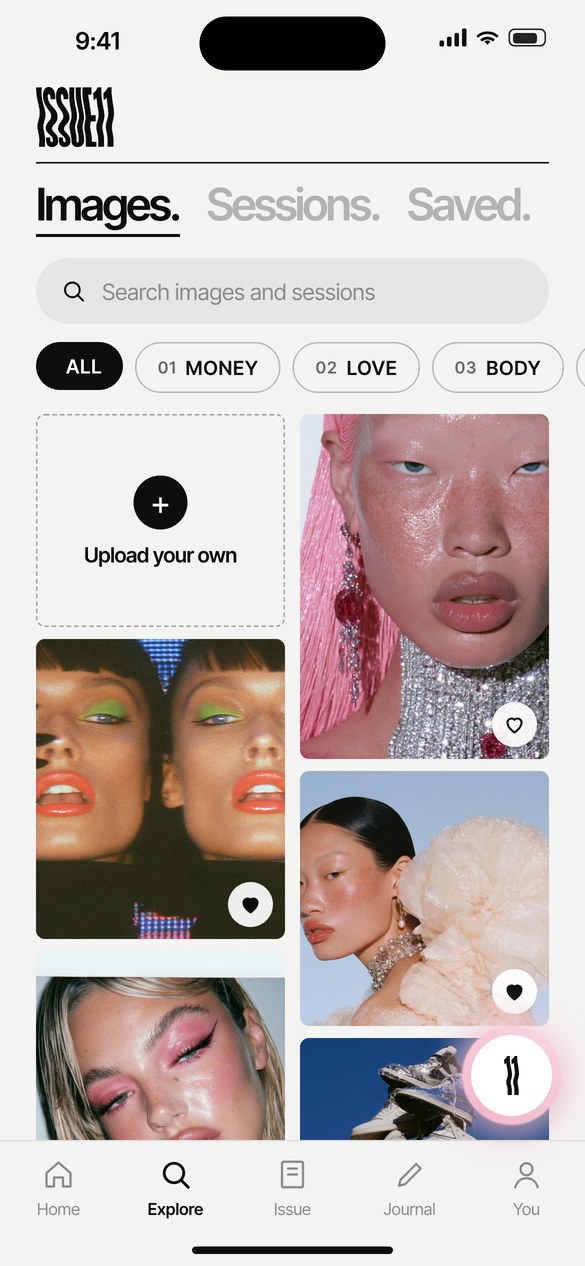 9:41
ISSUE11
Images. Sessions. Saved.
Search images and sessions
ALL 01 MONEY 02 LOVE 03 BODY
+
Upload your own
11
Home Explore Issue Journal You